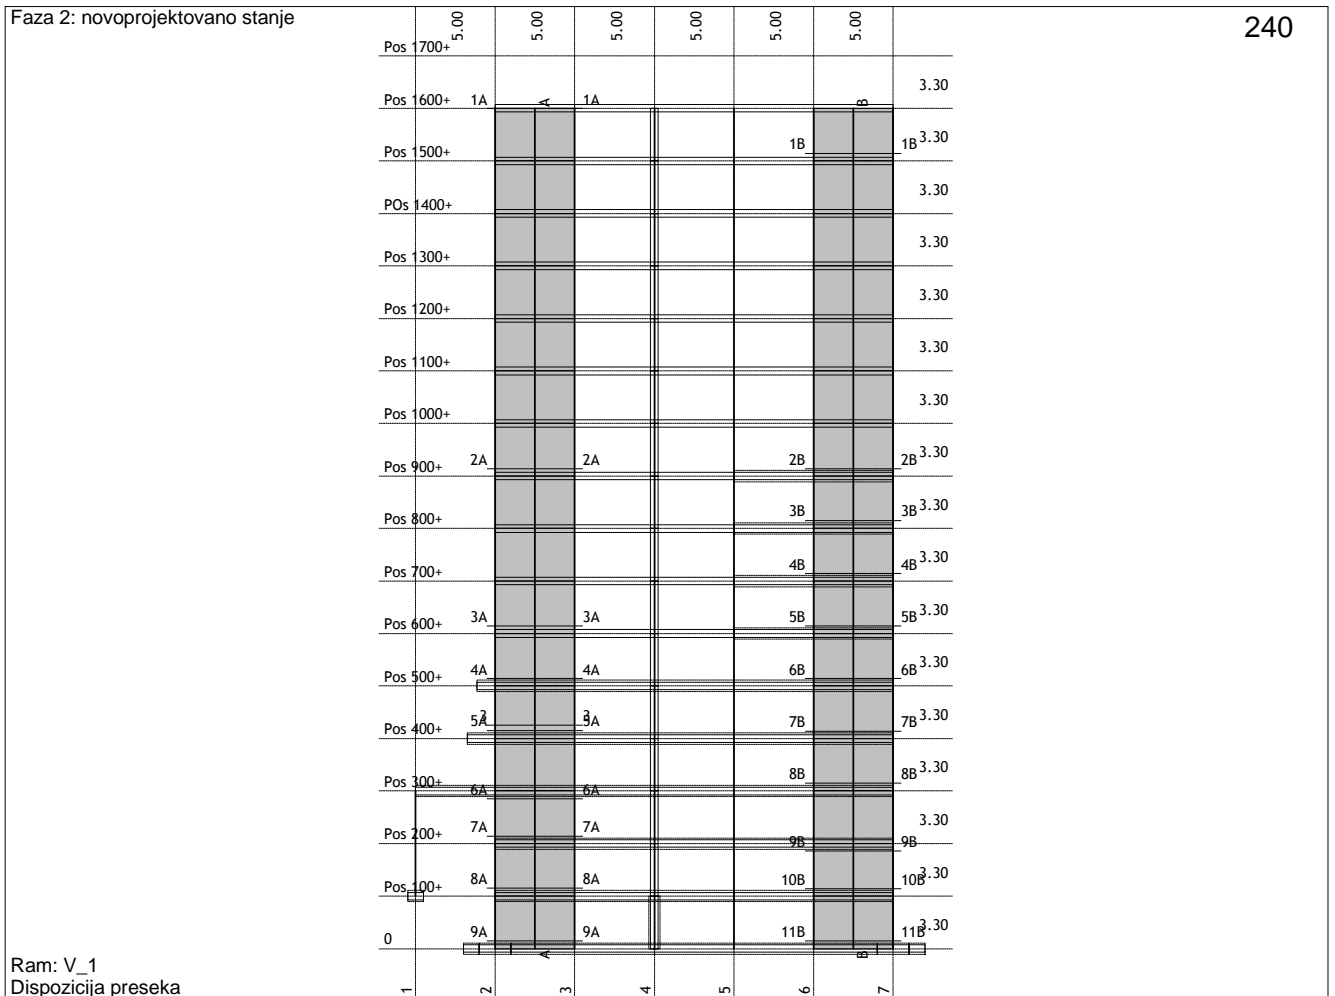 Faza 2: novoprojektovano stanje
240
5.00 5.00 5.00 5.00 5.00 5.00
Pos 1700+
3.30
Pos 1600+ 1A A 1A B
3.30
1B 1B
Pos 1500+
3.30
POs 1400+
3.30
Pos 1300+
3.30
Pos 1200+
3.30
Pos 1100+
3.30
Pos 1000+
3.30
Pos 900+ 2A 2A 2B 2B
3.30
Pos 800+ 3B 3B
3.30
Pos 700+ 4B 4B
3.30
Pos 600+ 3A 3A 5B 5B
3.30
Pos 500+ 4A 4A 6B 6B
3.30
3 3
Pos 400+ 5A 5A 7B 7B
3.30
Pos 300+ 8B 8B
6A 6A
3.30
Pos 200+ 7A 7A
9B 9B
3.30
Pos 100+ 8A 8A 10B 10B
3.30
0 9A 9A 11B 11B
A B
Ram: V_1
Dispozicija preseka
1 2 3 4 5 6 7